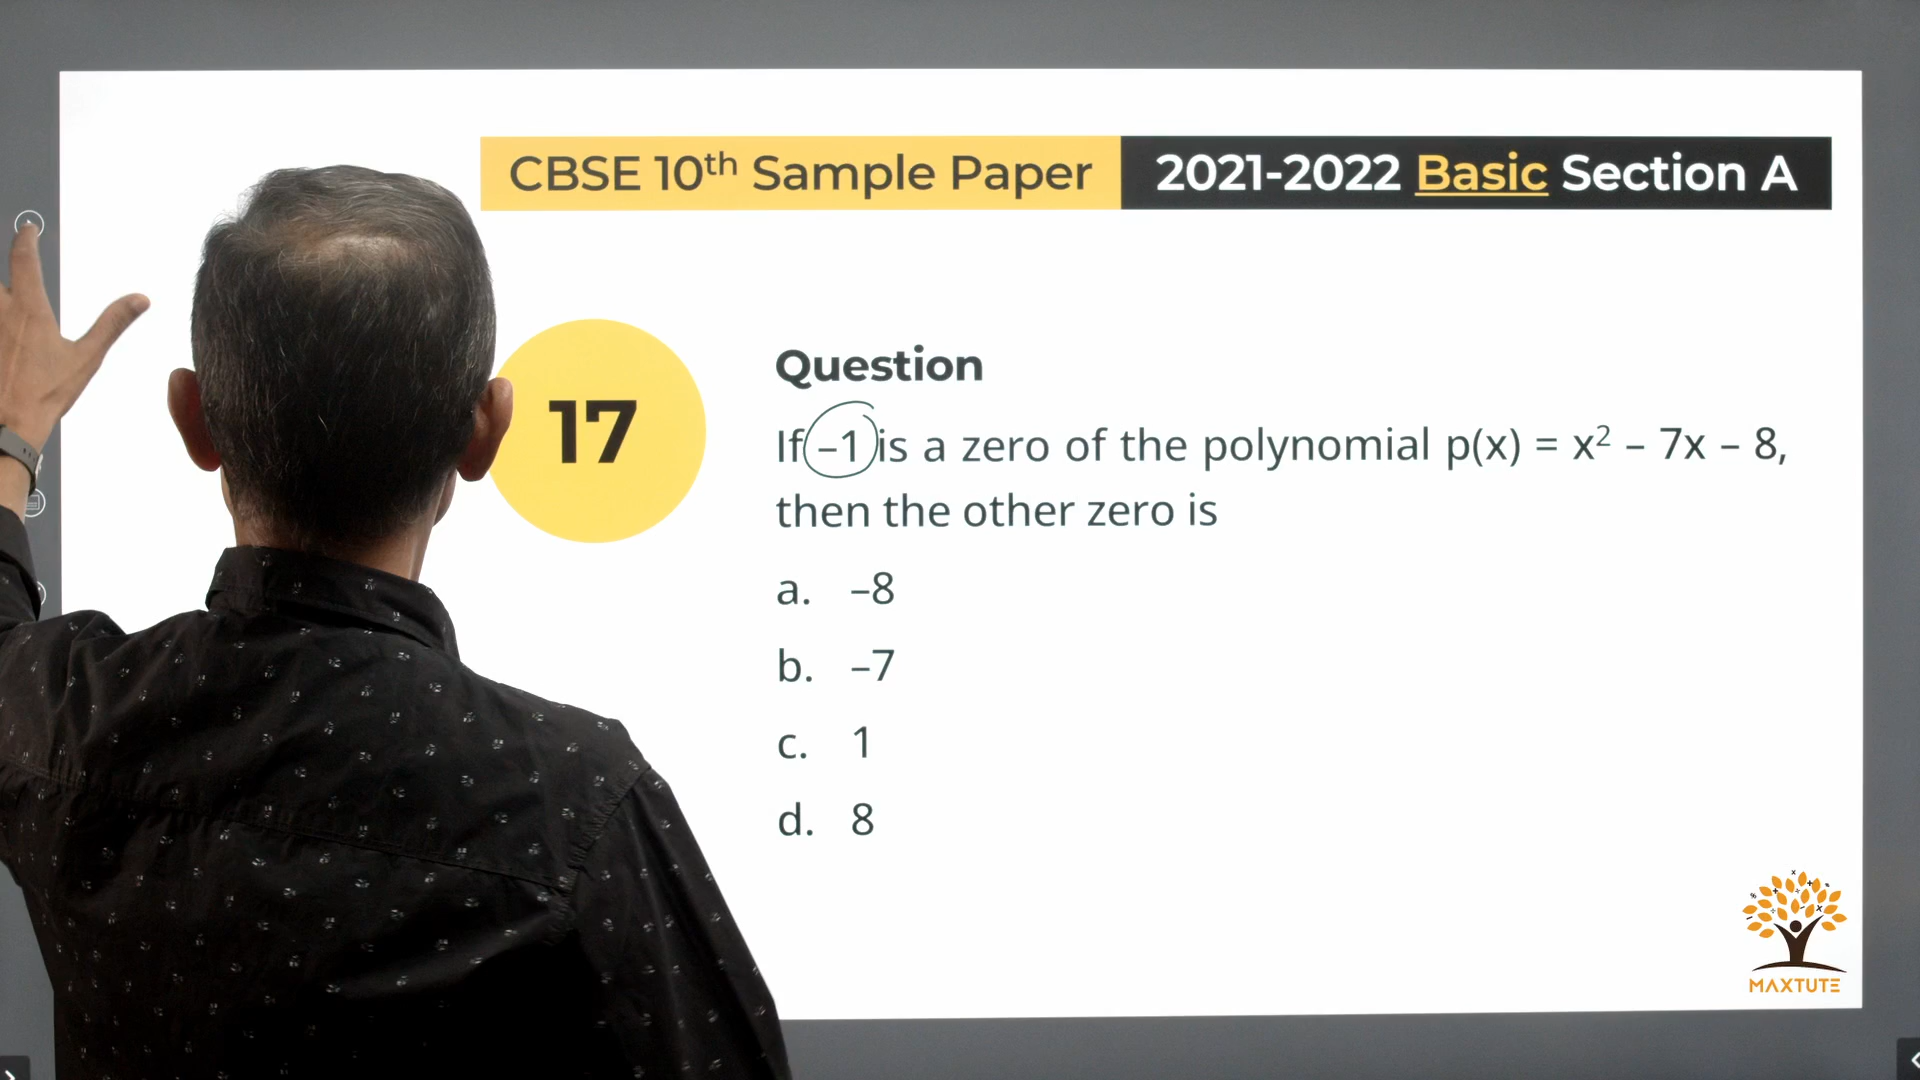 CBSE 10th Sample Paper 2021-2022 Basic Section A
17
Question
If –1 is a zero of the polynomial p(x) = x² – 7x – 8,
then the other zero is
a. –8
b. –7
c. 1
d. 8
MAXTUTE